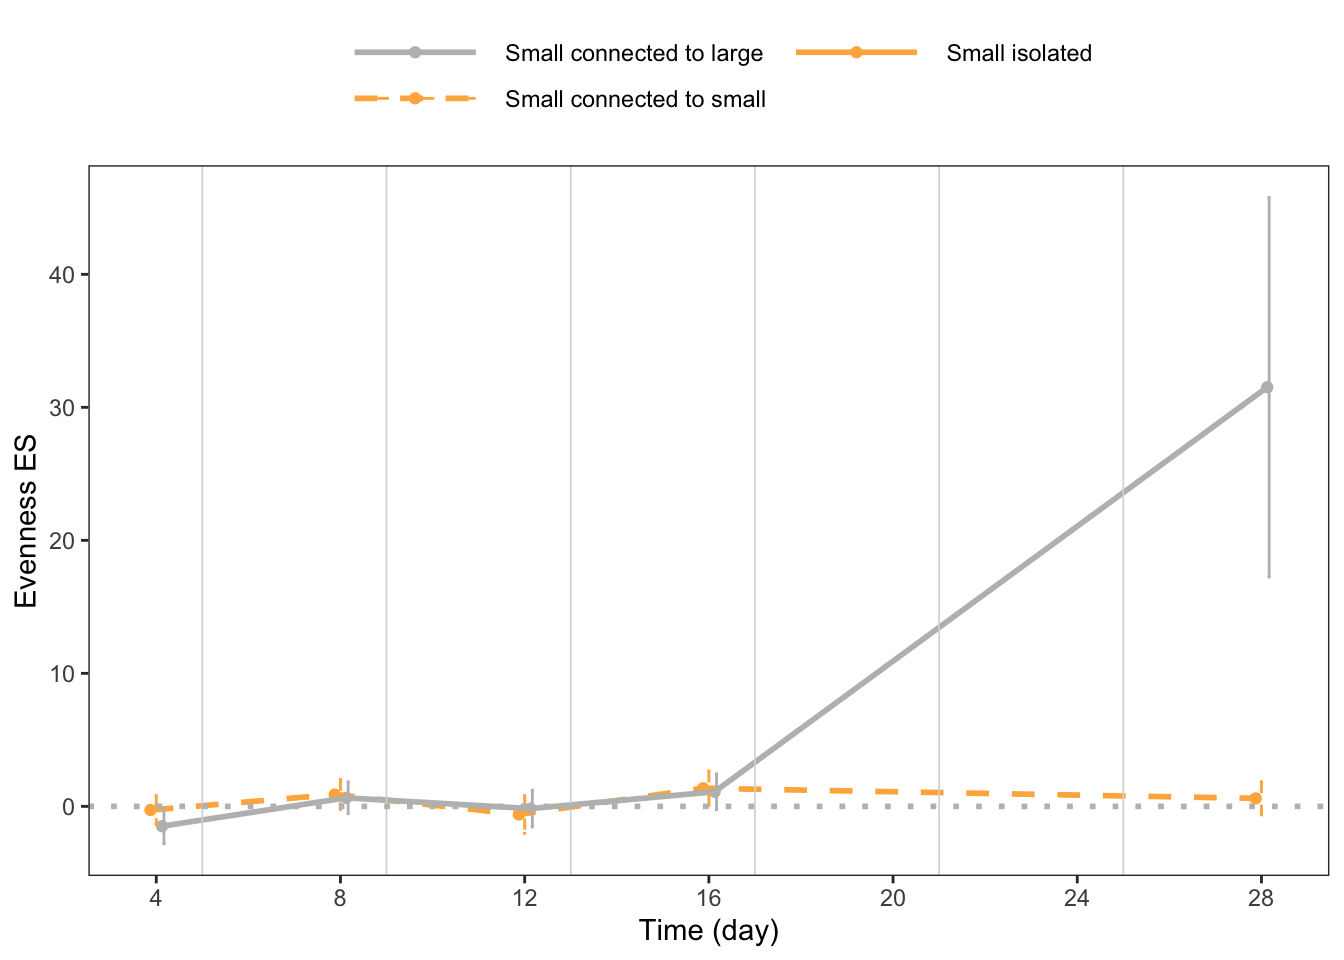 Small connected to large
Small isolated
Small connected to small
Evenness ES
40
30
20
10
0
4 8 12 16 20 24 28
Time (day)